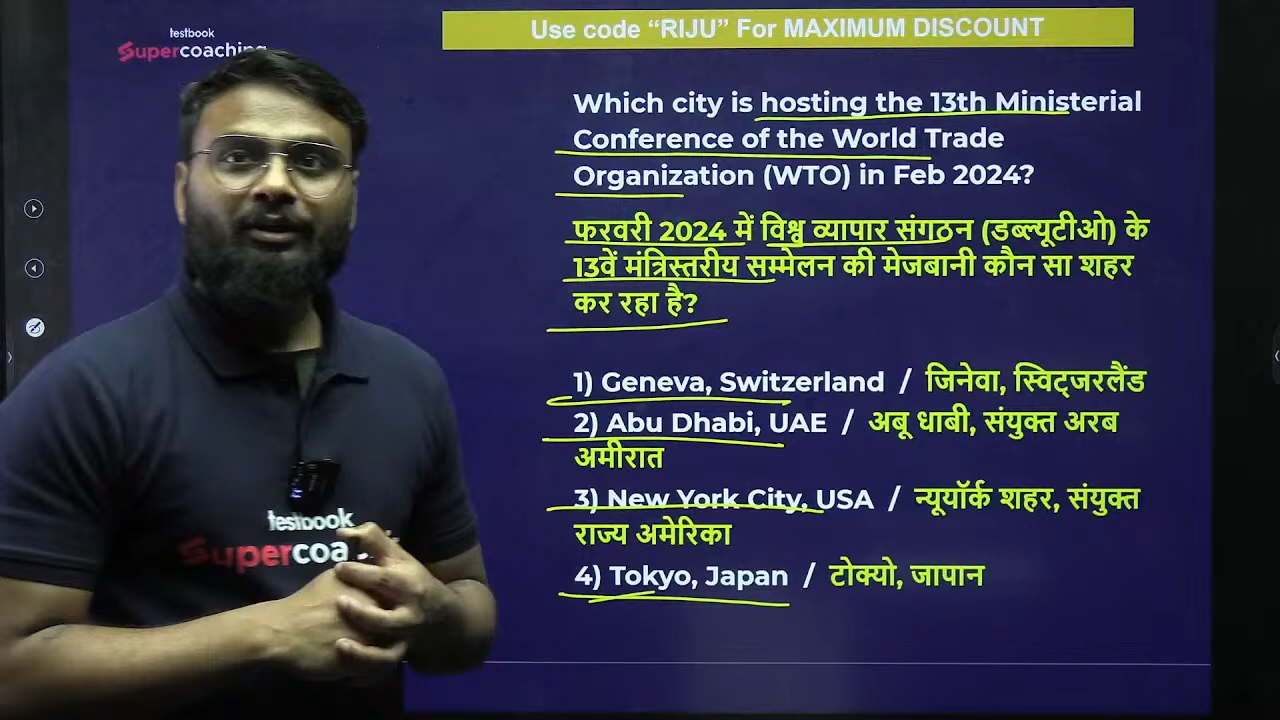 testbook
Supercoaching
Use code “RIJU” For MAXIMUM DISCOUNT
Which city is hosting the 13th Ministerial
Conference of the World Trade
Organization (WTO) in Feb 2024?
फरवरी 2024 में विश्व व्यापार संगठन (डब्ल्यूटीओ) के
13वें मंत्रिस्तरीय सम्मेलन की मेजबानी कौन सा शहर
कर रहा है?
1) Geneva, Switzerland / जिनेवा, स्विट्जरलैंड
2) Abu Dhabi, UAE / अबू धाबी, संयुक्त अरब
अमीरात
3) New York City, USA / न्यूयॉर्क शहर, संयुक्त
राज्य अमेरिका
4) Tokyo, Japan / टोक्यो, जापान
testbook